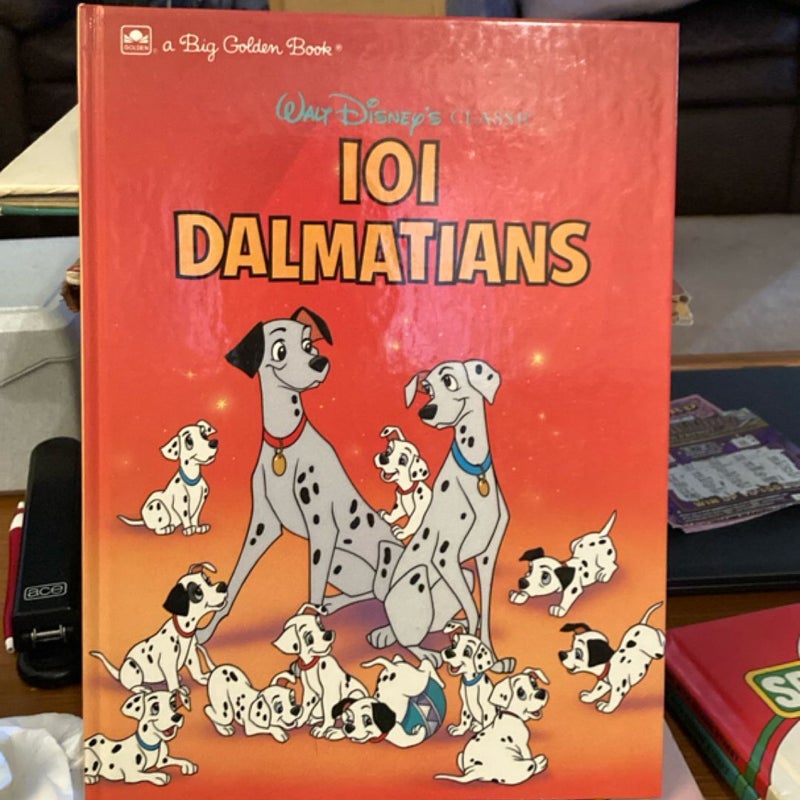 GOLDEN
a Big Golden Book®
WALT DISNEY'S CLASSIC
101
DALMATIANS
ace